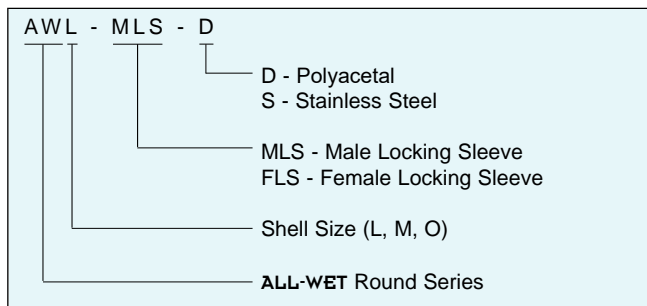 AWL - MLS - D
D - Polyacetal
S - Stainless Steel
MLS - Male Locking Sleeve
FLS - Female Locking Sleeve
Shell Size (L, M, O)
ALL-WET Round Series